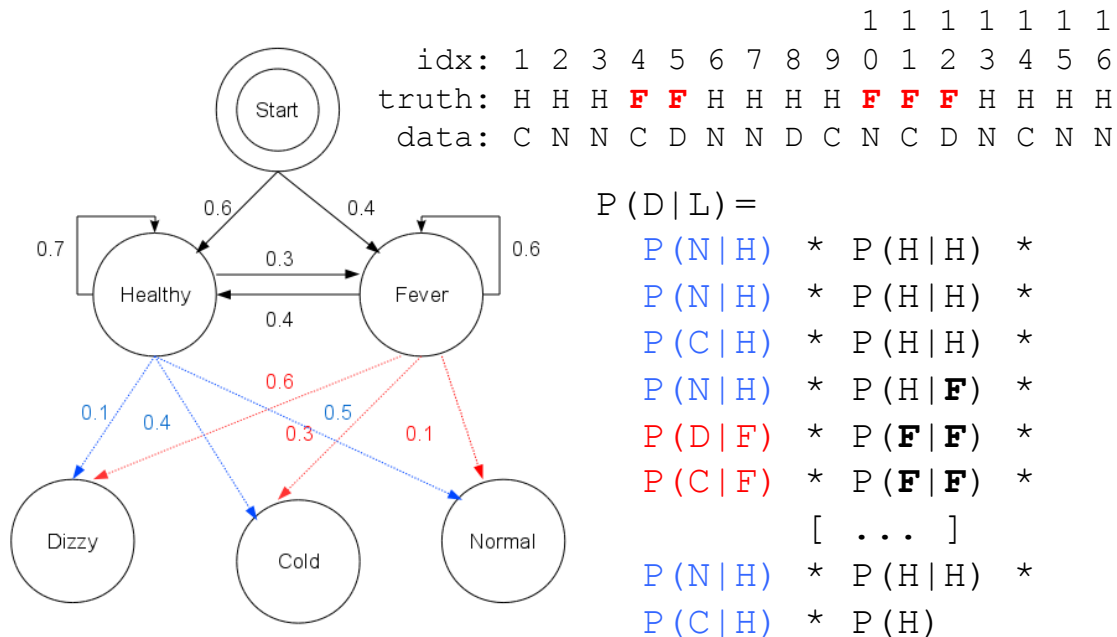 1 1 1 1 1 1 1
idx: 1 2 3 4 5 6 7 8 9 0 1 2 3 4 5 6
truth: H H H F F H H H H F F F H H H H
data: C N N C D N N D C N C D N C N N
Start
0.6
0.4
0.7
0.6
0.3
Healthy
Fever
0.4
0.6
0.1
0.4
0.5
0.3
0.1
Dizzy
Cold
Normal
P(D|L)=
P(N|H) * P(H|H) *
P(N|H) * P(H|H) *
P(C|H) * P(H|H) *
P(N|H) * P(H|F) *
P(D|F) * P(F|F) *
P(C|F) * P(F|F) *
[ ... ]
P(N|H) * P(H|H) *
P(C|H) * P(H)